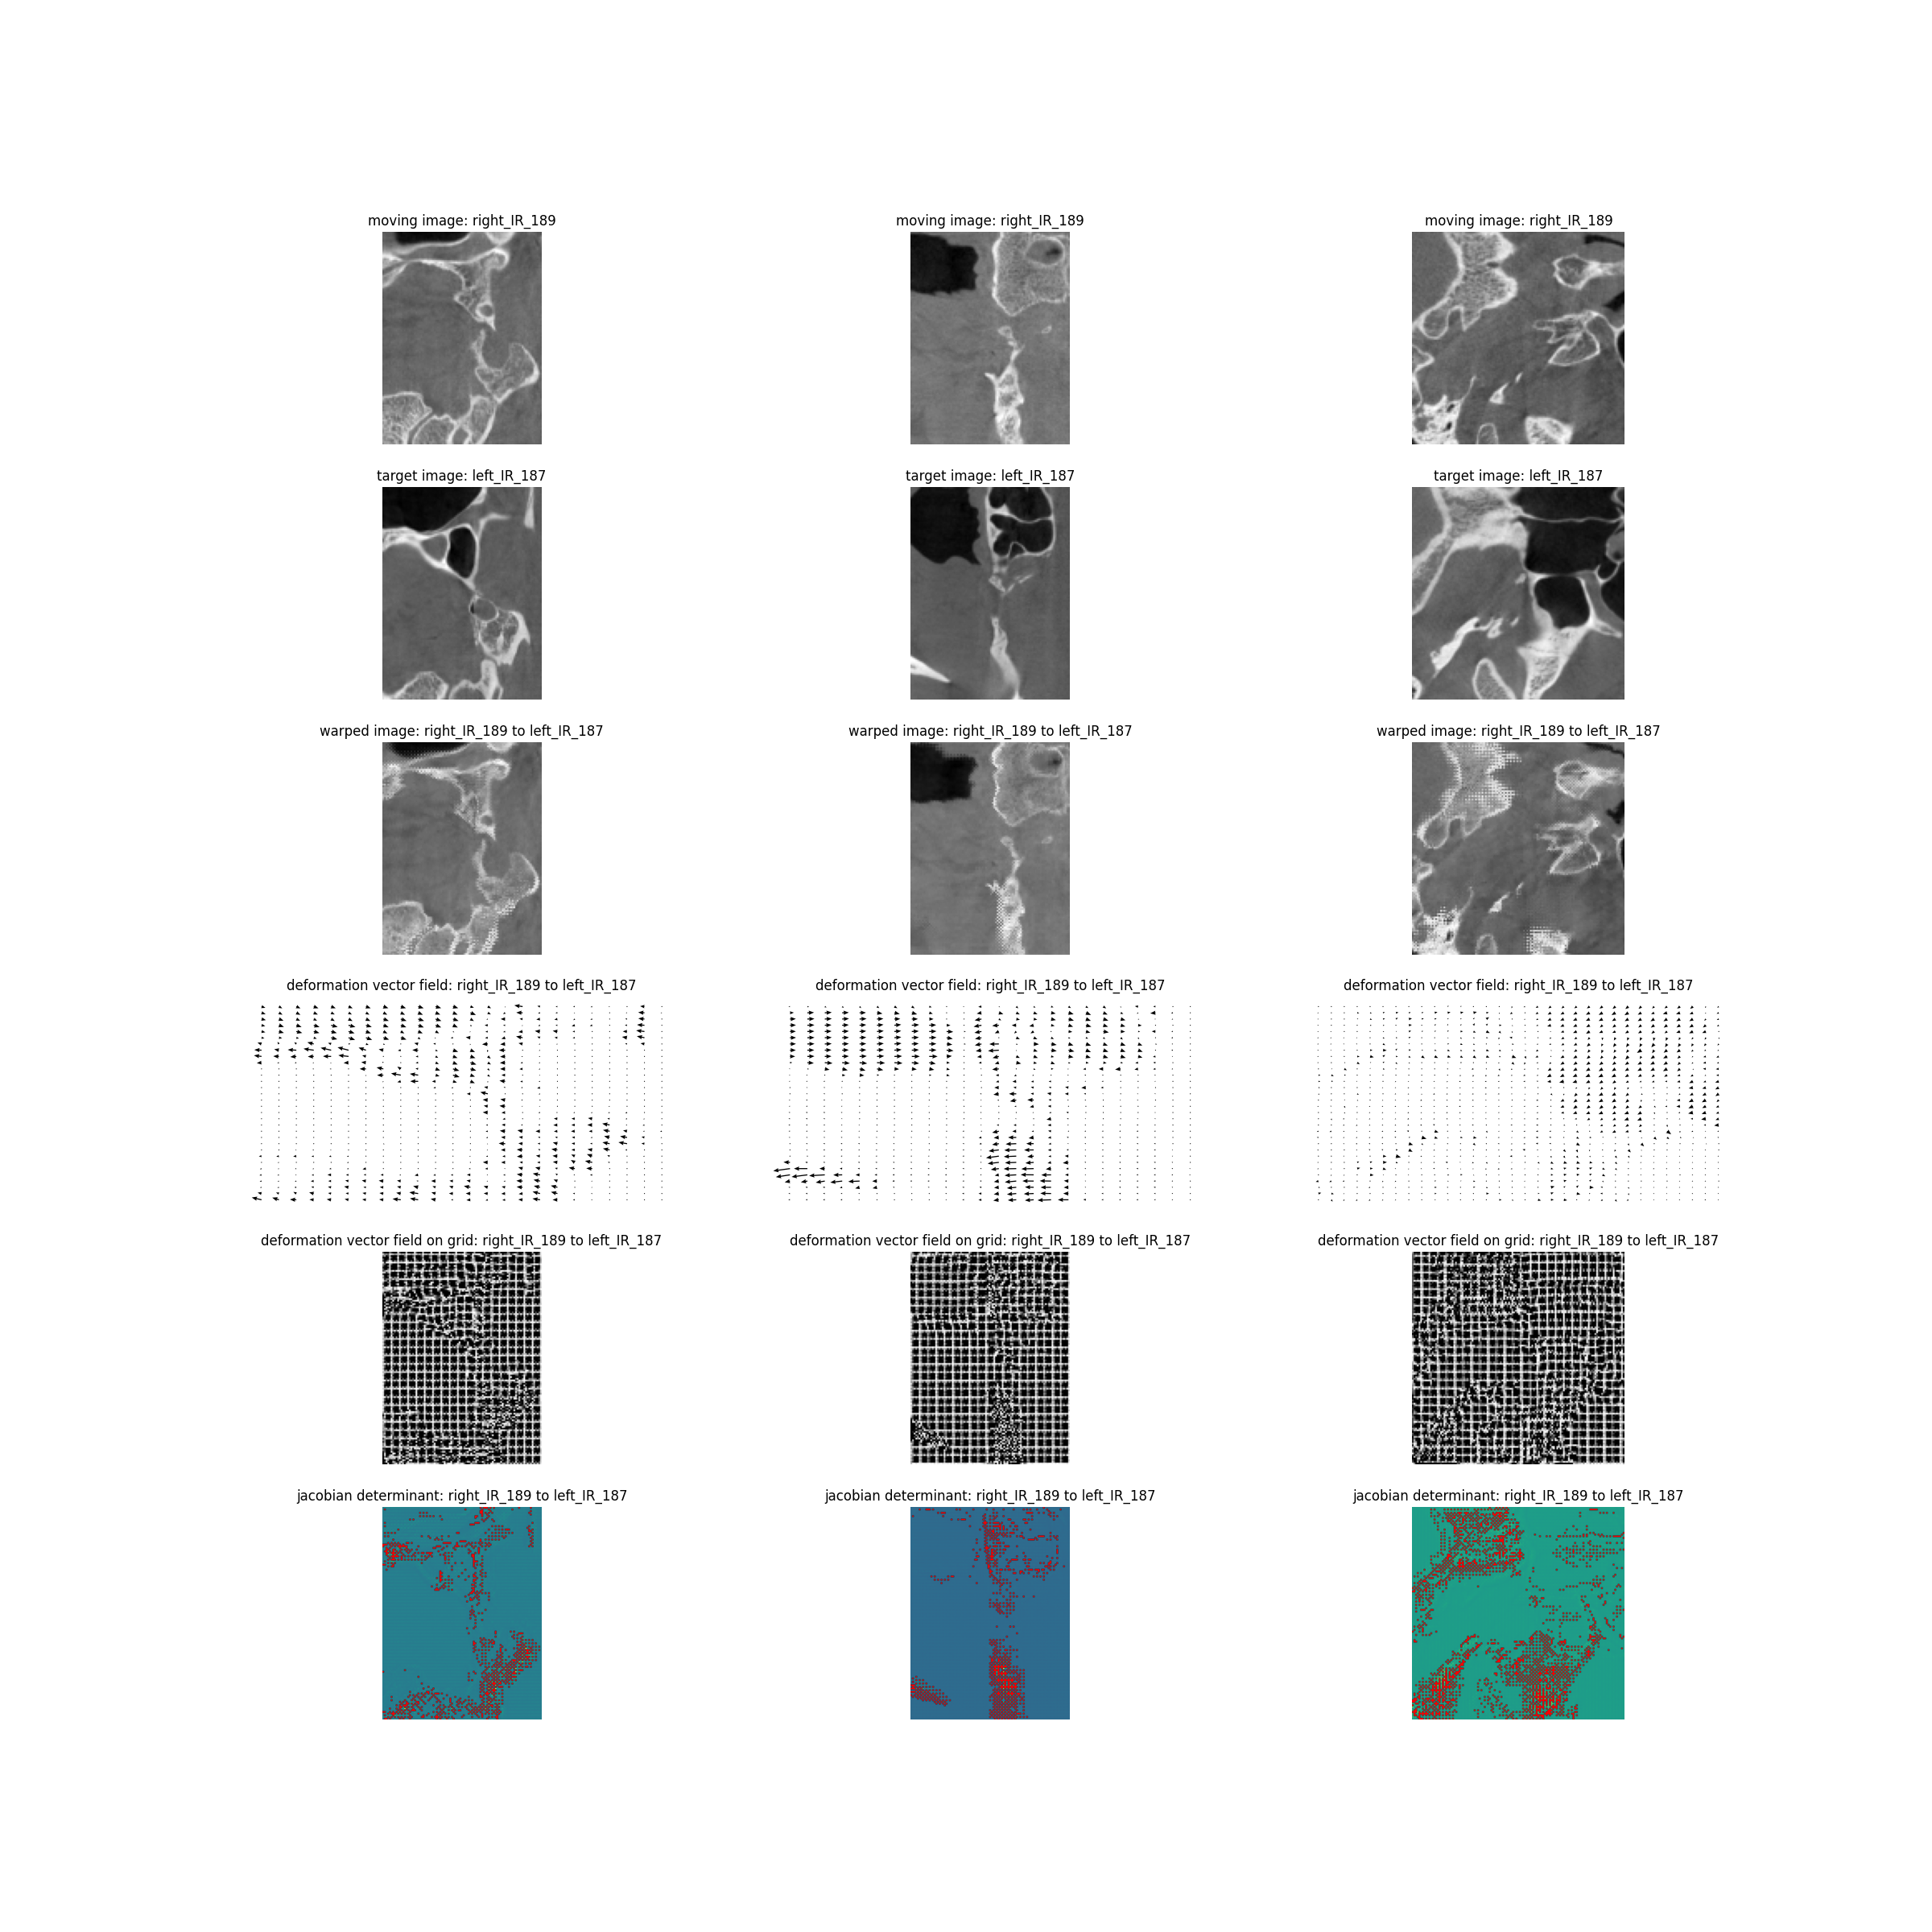 moving image: right_IR_189
moving image: right_IR_189
moving image: right_IR_189
target image: left_IR_187
target image: left_IR_187
target image: left_IR_187
warped image: right_IR_189 to left_IR_187
warped image: right_IR_189 to left_IR_187
warped image: right_IR_189 to left_IR_187
deformation vector field: right_IR_189 to left_IR_187
deformation vector field: right_IR_189 to left_IR_187
deformation vector field: right_IR_189 to left_IR_187
deformation vector field on grid: right_IR_189 to left_IR_187
deformation vector field on grid: right_IR_189 to left_IR_187
deformation vector field on grid: right_IR_189 to left_IR_187
jacobian determinant: right_IR_189 to left_IR_187
jacobian determinant: right_IR_189 to left_IR_187
jacobian determinant: right_IR_189 to left_IR_187